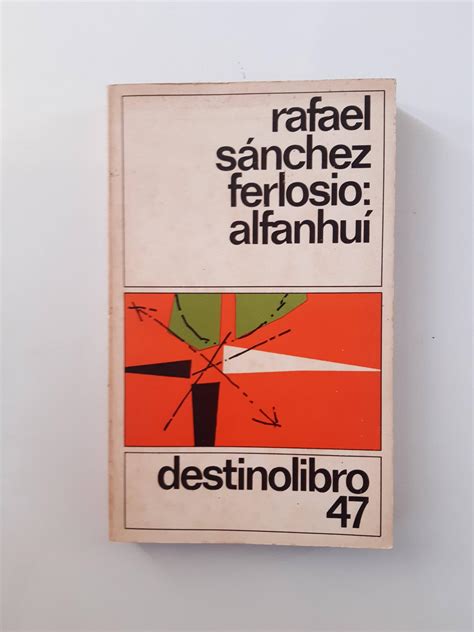 rafael
sánchez
ferlosio:
alfanhuí
destinolibro
47